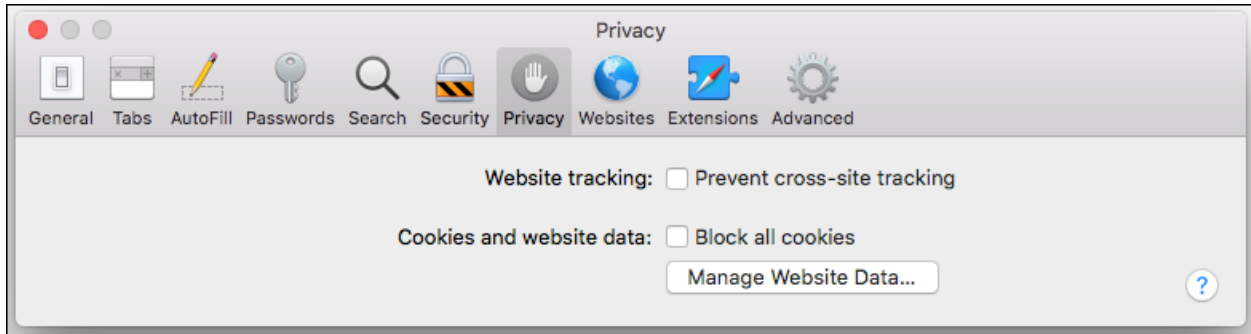 Privacy
General Tabs AutoFill Passwords Search Security Privacy Websites Extensions Advanced
Website tracking: Prevent cross-site tracking
Cookies and website data: Block all cookies
Manage Website Data...
?